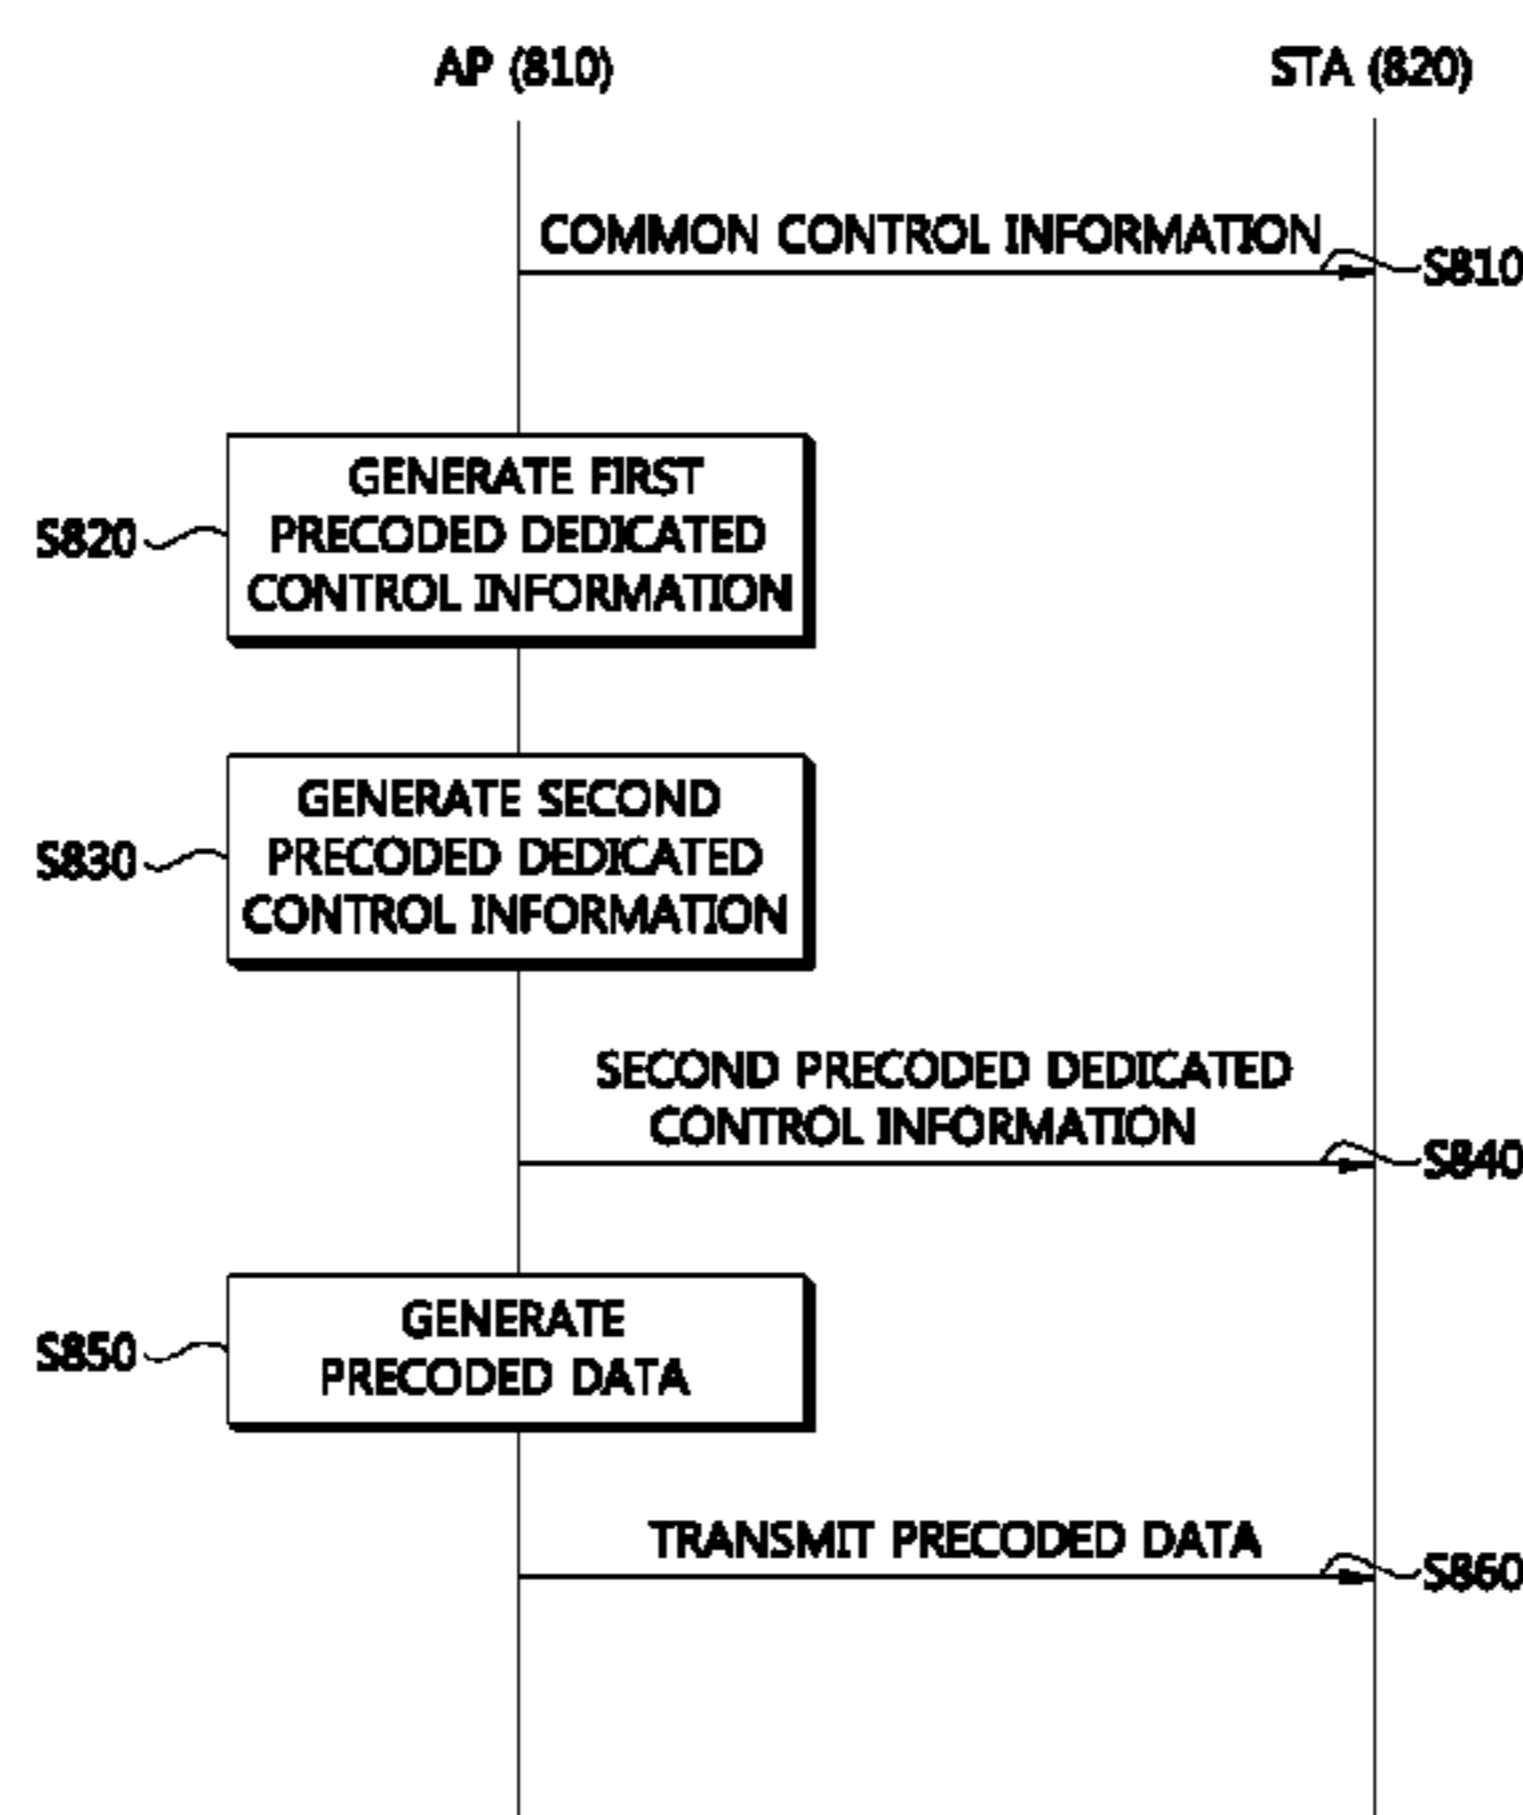 AP (810)
STA (820)
COMMON CONTROL INFORMATION
S810
GENERATE FIRST
PRECODED DEDICATED
CONTROL INFORMATION
S820
GENERATE SECOND
PRECODED DEDICATED
CONTROL INFORMATION
S830
SECOND PRECODED DEDICATED
CONTROL INFORMATION
S840
GENERATE
PRECODED DATA
S850
TRANSMIT PRECODED DATA
S860